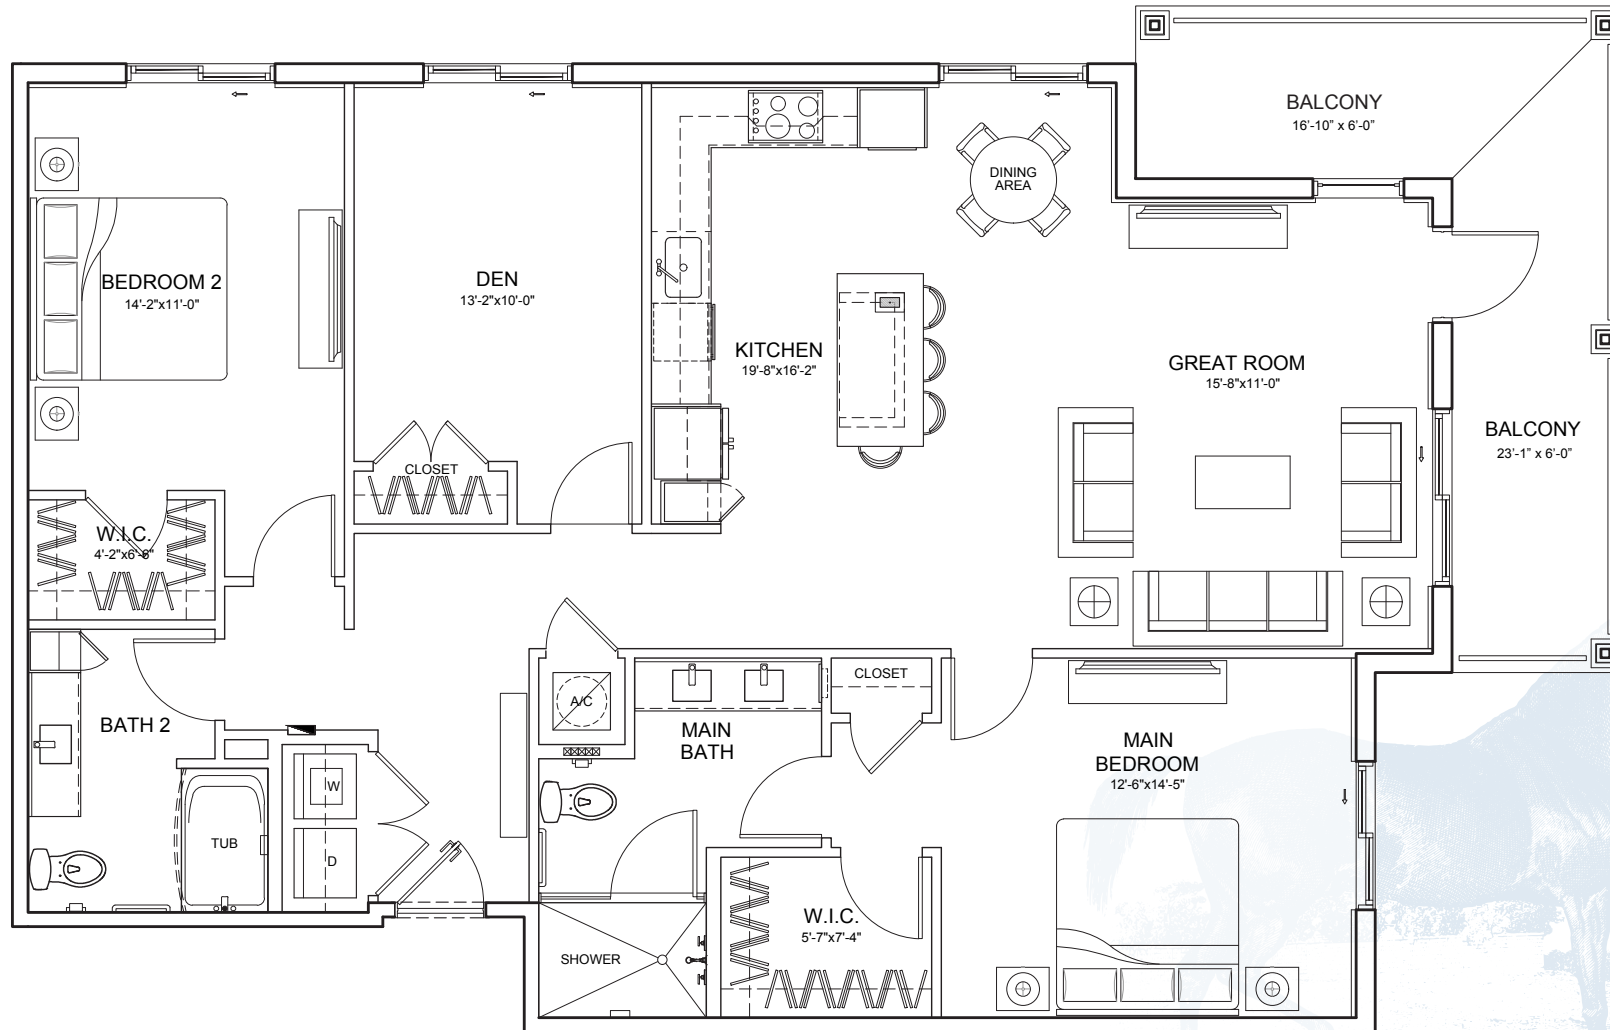 BALCONY
16'-10" x 6'-0"
DINING
AREA
BEDROOM 2
14'-2"x11'-0"
DEN
13'-2"x10'-0"
KITCHEN
19'-8"x16'-2"
GREAT ROOM
15'-8"x11'-0"
BALCONY
23'-1" x 6'-0"
CLOSET
W.I.C.
4'-2"x6'-6"
BATH 2
A/C
MAIN
BATH
CLOSET
MAIN
BEDROOM
12'-6"x14'-5"
W
D
TUB
W.I.C.
5'-7"x7'-4"
SHOWER